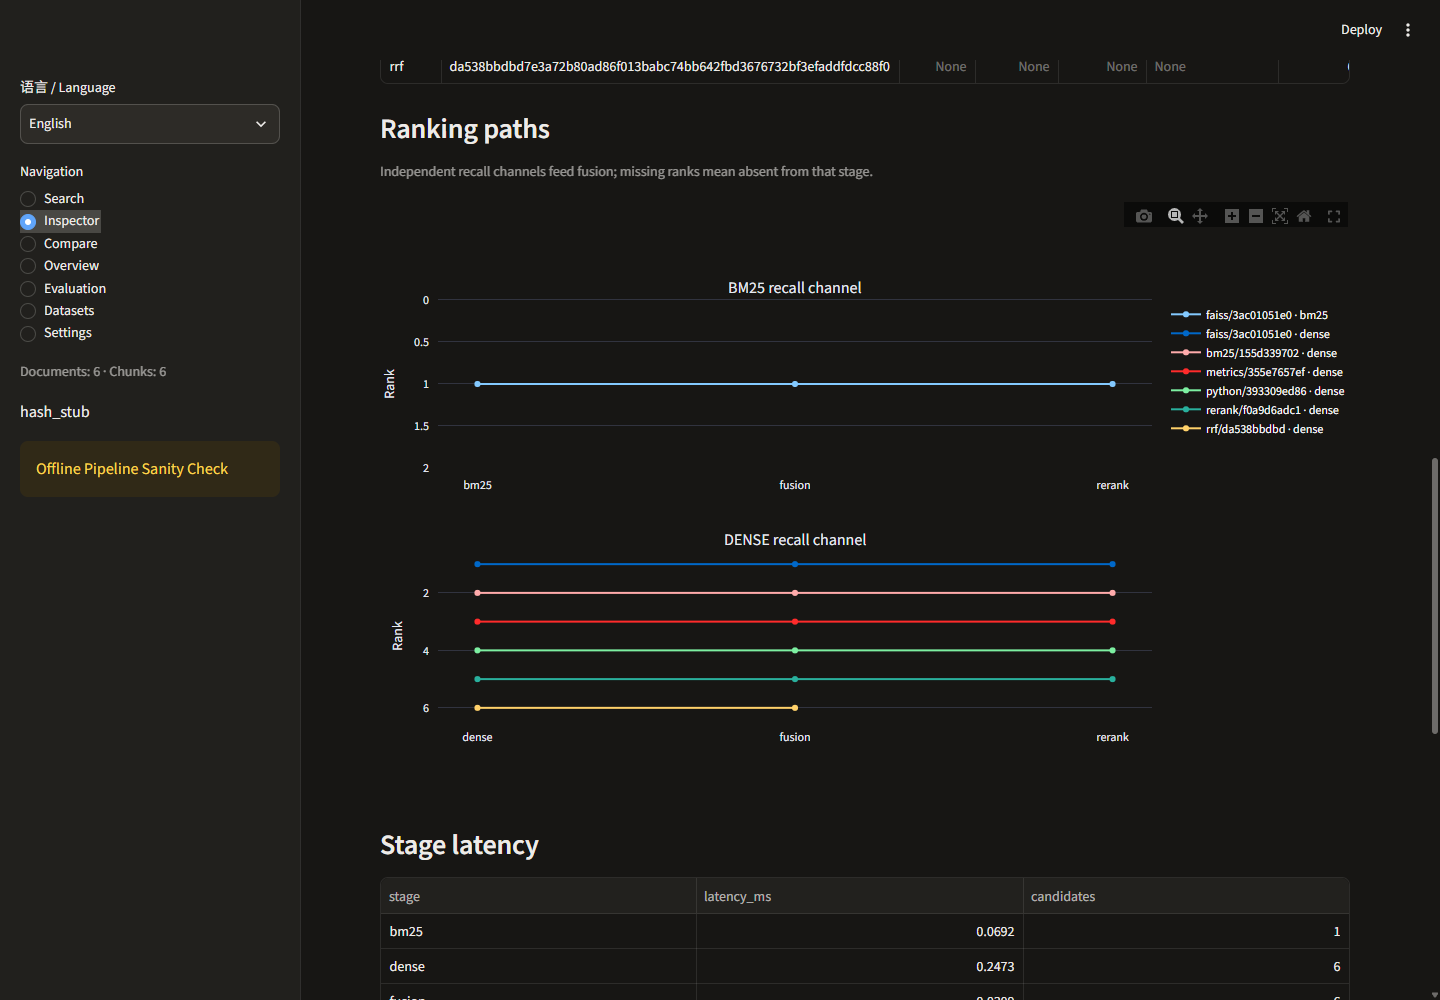 Deploy
语言 / Language
English
Navigation
Search
Inspector
Compare
Overview
Evaluation
Datasets
Settings
Documents: 6 · Chunks: 6
hash_stub
Offline Pipeline Sanity Check
rrf da538bbdbd7e3a72b80ad86f013babc74bb642fbd3676732bf3efaddfdcc88f0 None None None None
Ranking paths
Independent recall channels feed fusion; missing ranks mean absent from that stage.
BM25 recall channel
0
0.5
1
1.5
2
Rank
bm25 fusion rerank
faiss/3ac01051e0 · bm25
faiss/3ac01051e0 · dense
bm25/155d339702 · dense
metrics/355e7657ef · dense
python/393309ed86 · dense
rerank/f0a9d6adc1 · dense
rrf/da538bbdbd · dense
DENSE recall channel
2
4
6
Rank
dense fusion rerank
Stage latency
stage latency_ms candidates
bm25 0.0692 1
dense 0.2473 6